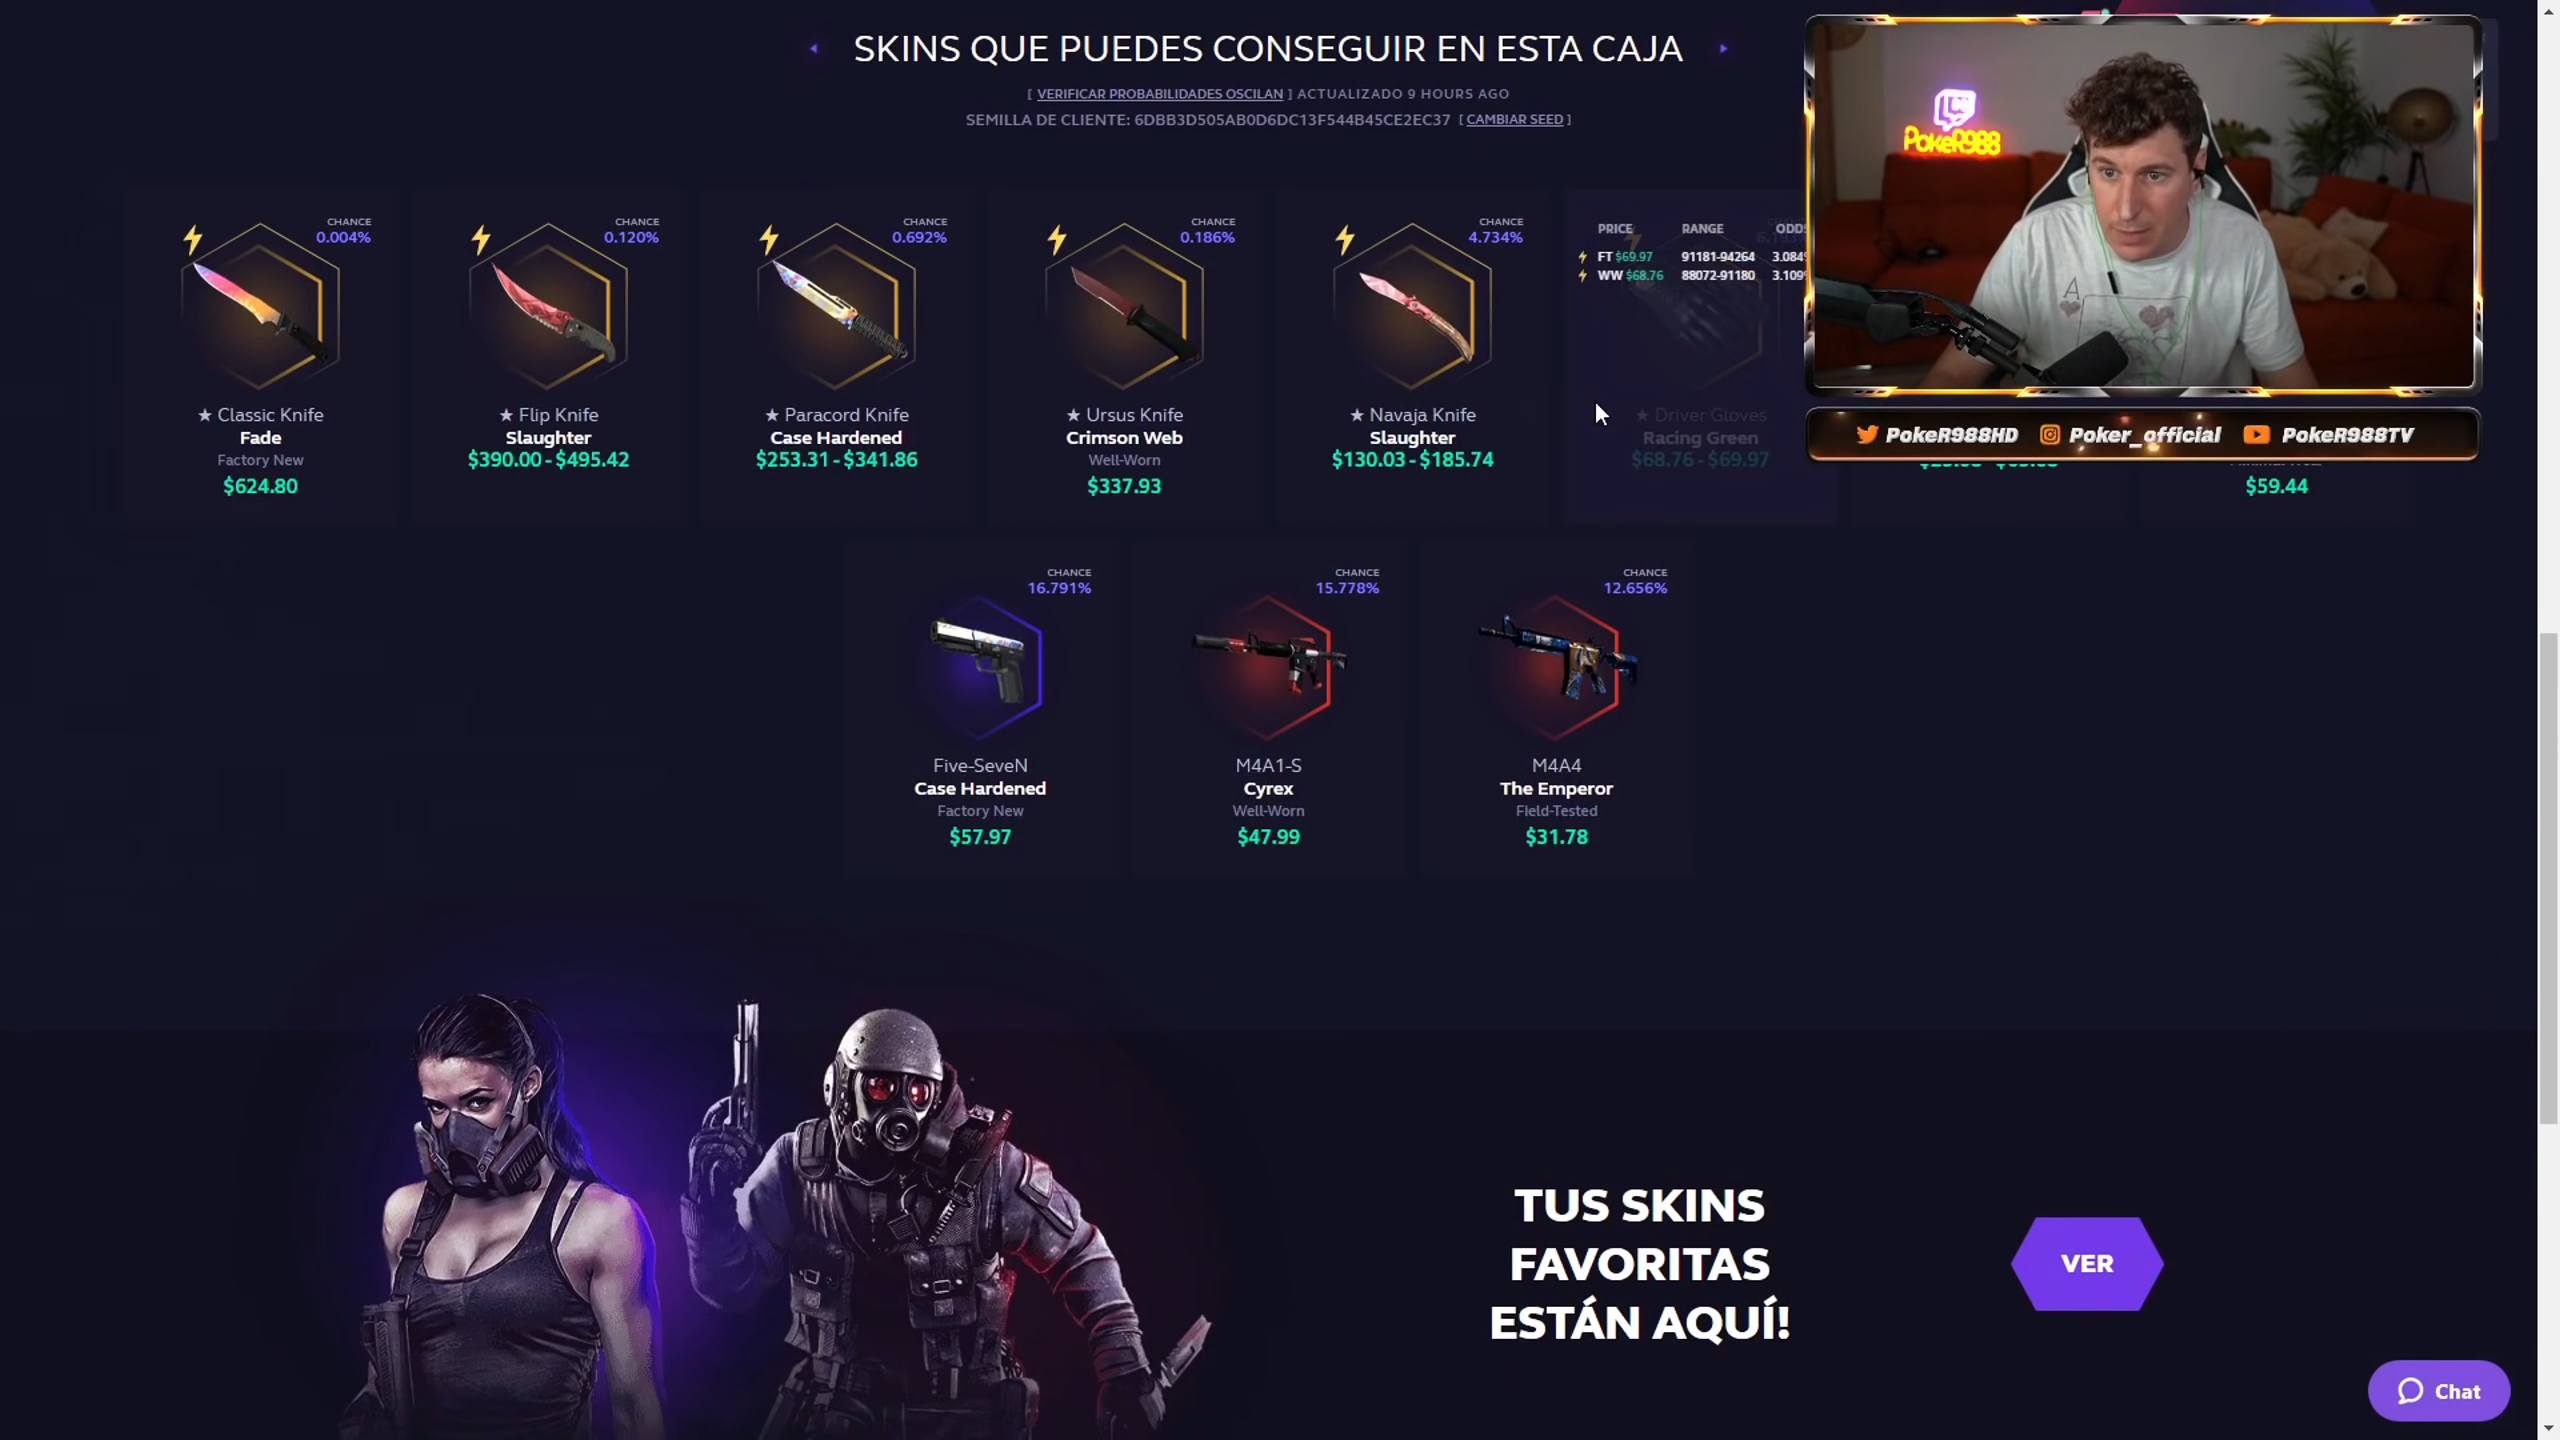 SKINS QUE PUEDES CONSEGUIR EN ESTA CAJA
[ VERIFICAR PROBABILIDADES OSCILAN ] ACTUALIZADO 9 HOURS AGO
SEMILLA DE CLIENTE: 6DBB3D505AB0D6DC13F544B45CE2EC37 [ CAMBIAR SEED ]
PokeR988
CHANCE
0.004%
★ Classic Knife
Fade
Factory New
$624.80
CHANCE
0.120%
★ Flip Knife
Slaughter
$390.00 - $495.42
CHANCE
0.692%
★ Paracord Knife
Case Hardened
$253.31 - $341.86
CHANCE
0.186%
★ Ursus Knife
Crimson Web
Well-Worn
$337.93
CHANCE
4.734%
★ Navaja Knife
Slaughter
$130.03 - $185.74
PRICE RANGE ODDS
FT $69.97 91181-94264 3.084%
WW $68.76 88072-91180 3.109%
★ Driver Gloves
Racing Green
$68.76 - $69.97
A
PokeR988HD Poker_official PokeR988TV
$59.44
CHANCE
16.791%
Five-SeveN
Case Hardened
Factory New
$57.97
CHANCE
15.778%
M4A1-S
Cyrex
Well-Worn
$47.99
CHANCE
12.656%
M4A4
The Emperor
Field-Tested
$31.78
TUS SKINS
FAVORITAS
ESTÁN AQUÍ!
VER
Chat